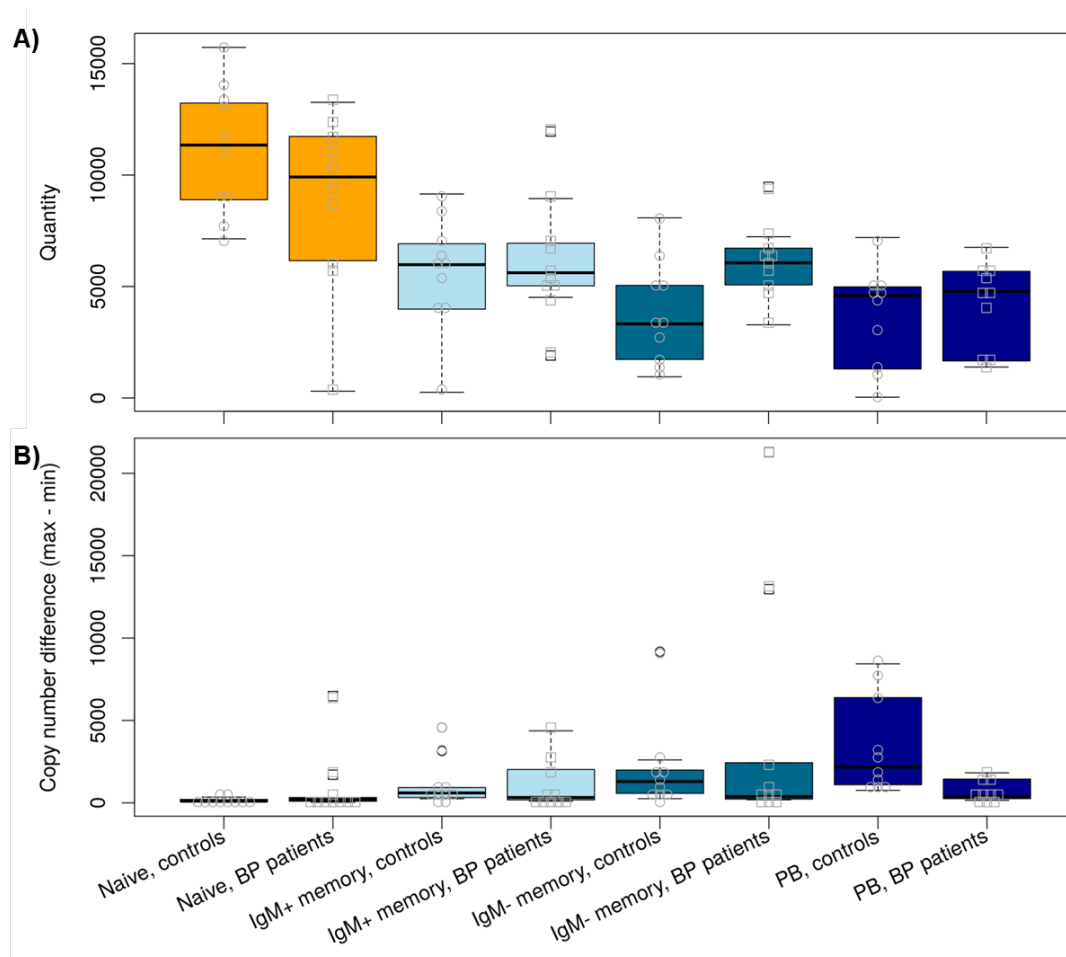 A)
Quantity
15000
10000
5000
0
B)
Copy number difference (max - min)
20000
15000
10000
5000
0
Naive, controls
Naive, BP patients
IgM+ memory, controls
IgM+ memory, BP patients
IgM- memory, controls
IgM- memory, BP patients
PB, controls
PB, BP patients